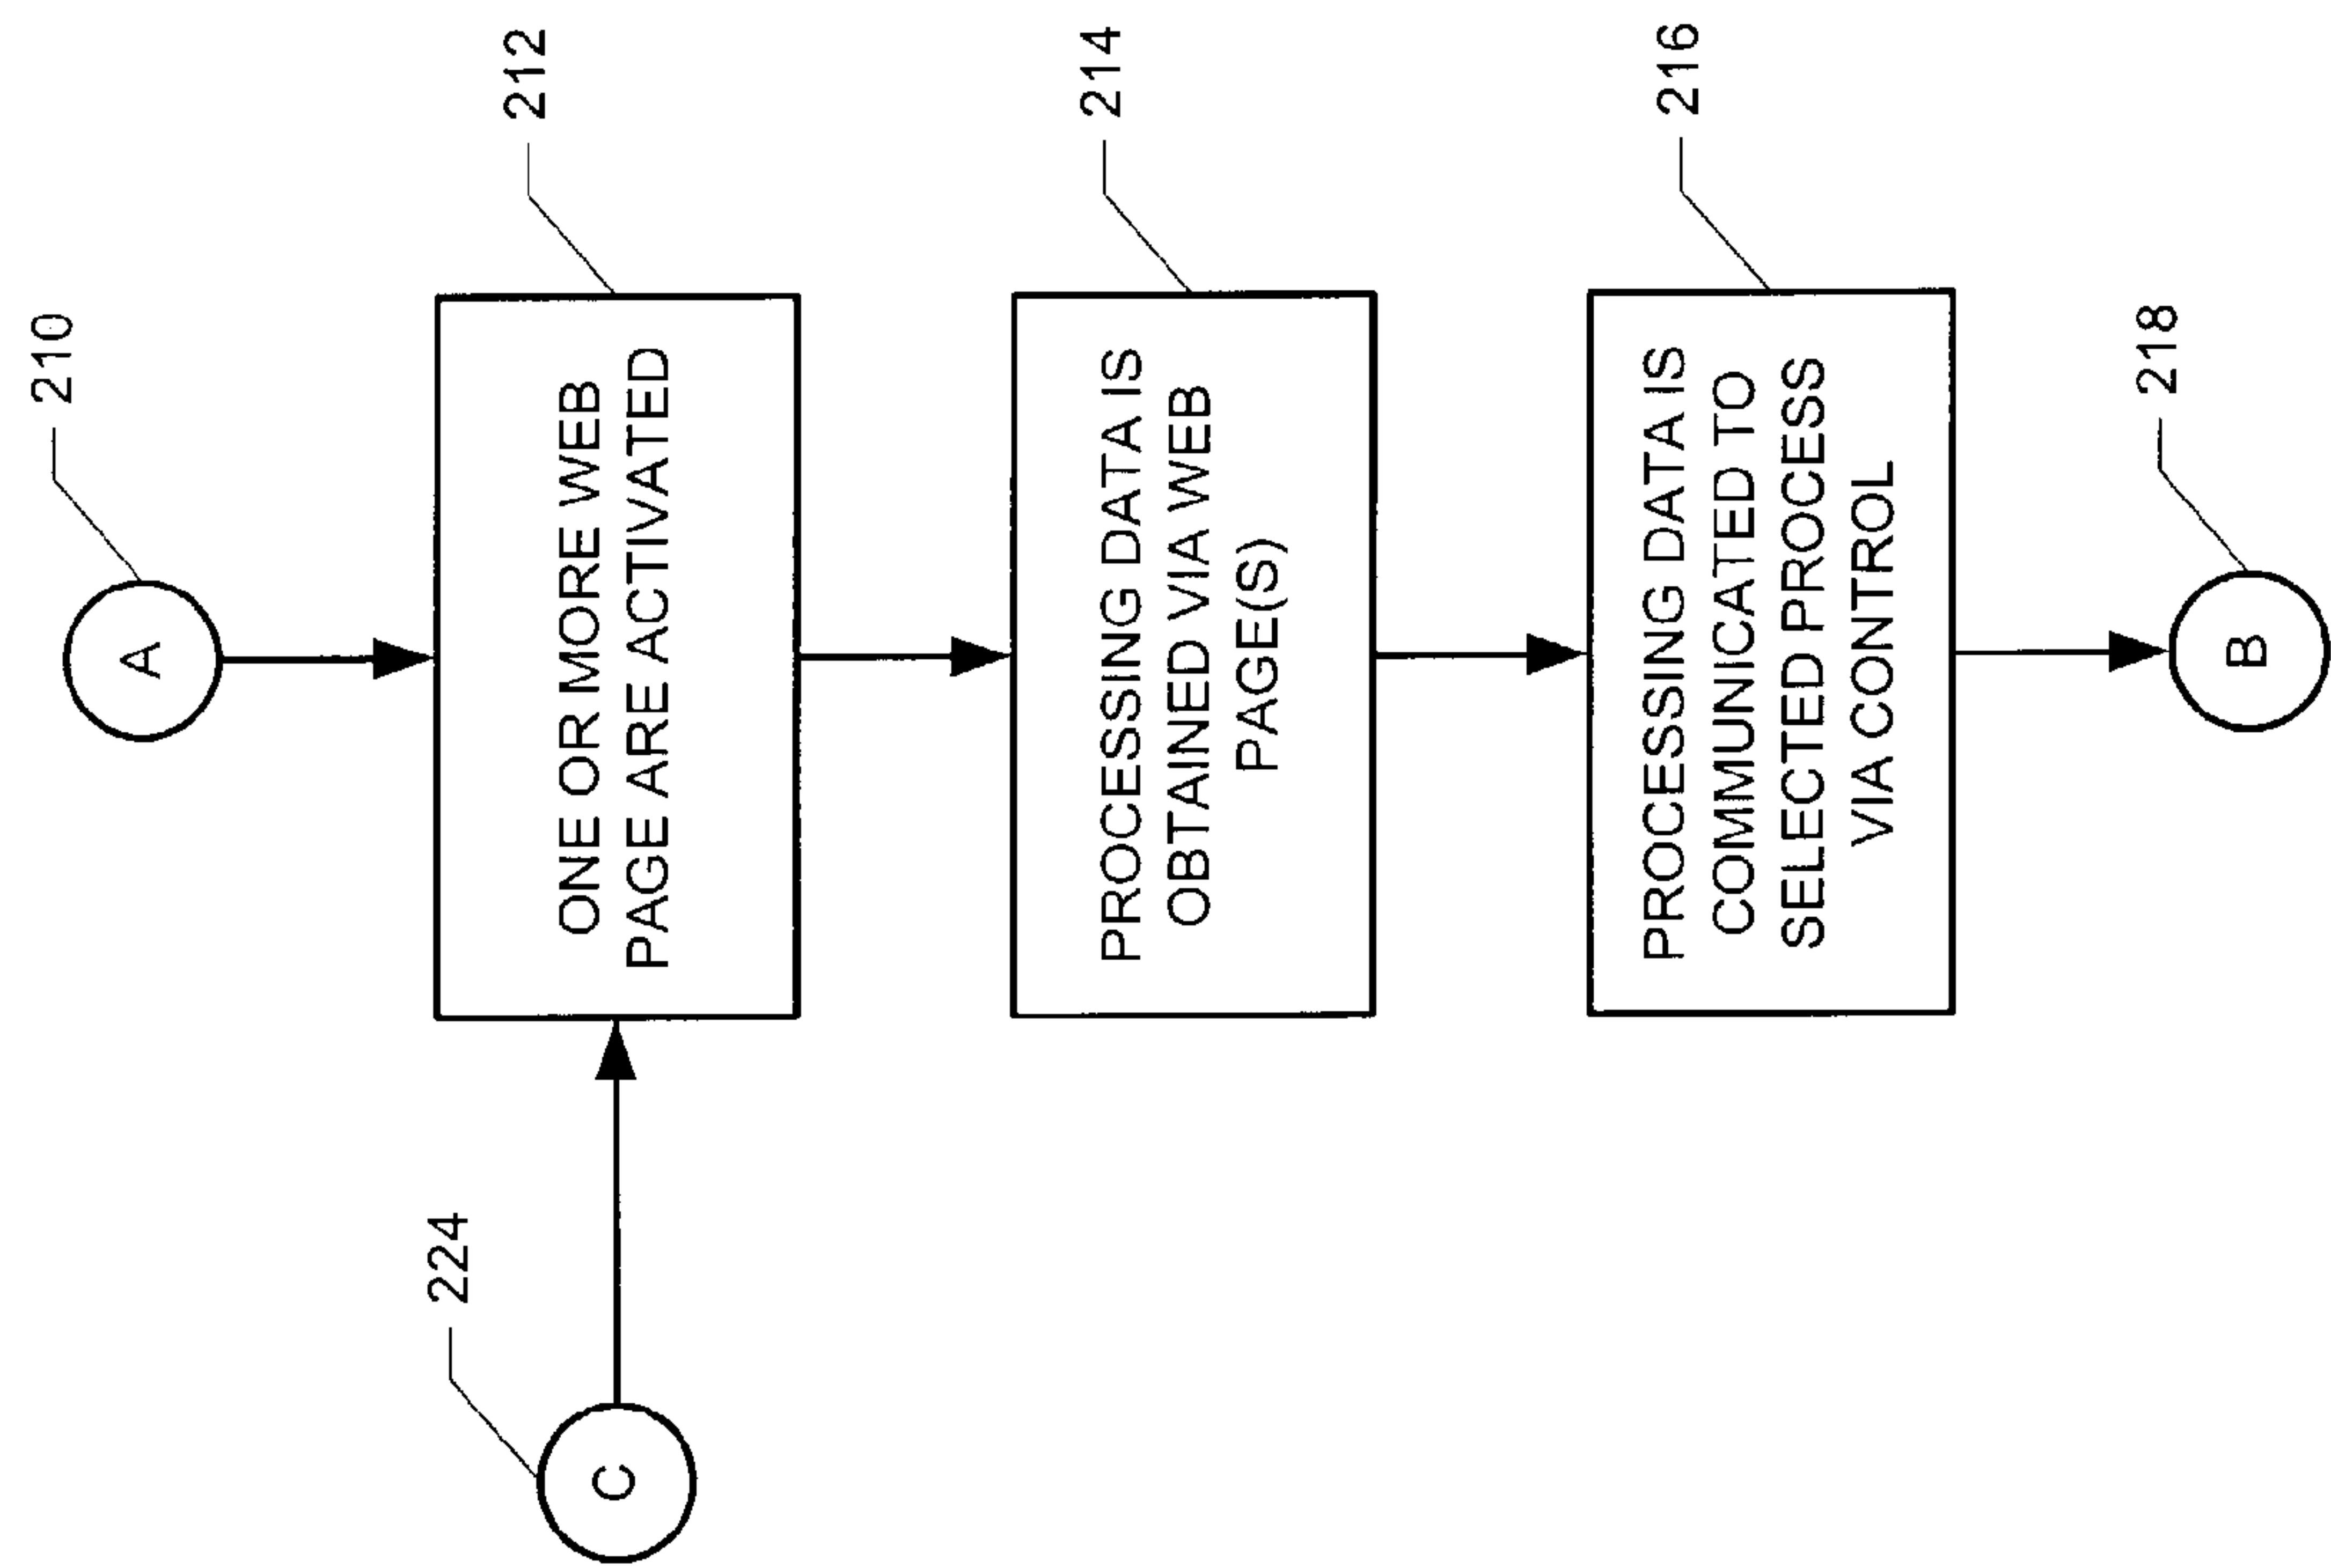 210
A
212
ONE OR MORE WEB
PAGE ARE ACTIVATED
224
C
214
PROCESSING DATA IS
OBTAINED VIA WEB
PAGE(S)
216
PROCESSING DATA IS
COMMUNICATED TO
SELECTED PROCESS
VIA CONTROL
218
B